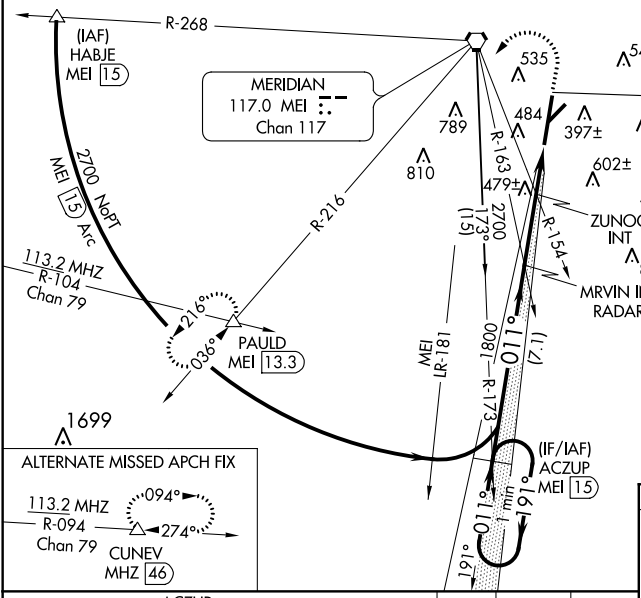 R-268
(IAF)
HABJE
MEI 15
MERIDIAN
117.0 MEI
Chan 117
535
54
789
484
397±
810
R-163
479±
602±
2700 NoPT
MEI 15 Arc
R-216
2700
173°
(15)
R-154
ZUNO
INT
113.2 MHZ
R-104
Chan 79
MRVIN I
RADAR
216°
036°
PAULD
MEI 13.3
MEI
LR-181
1800
R-173
011°
(7.1)
1699
ALTERNATE MISSED APCH FIX
113.2 MHZ
R-094
Chan 79
094°
274°
CUNEV
MHZ 46
(IF/IAF)
ACZUP
MEI 15
011°
1 min
191°
191°